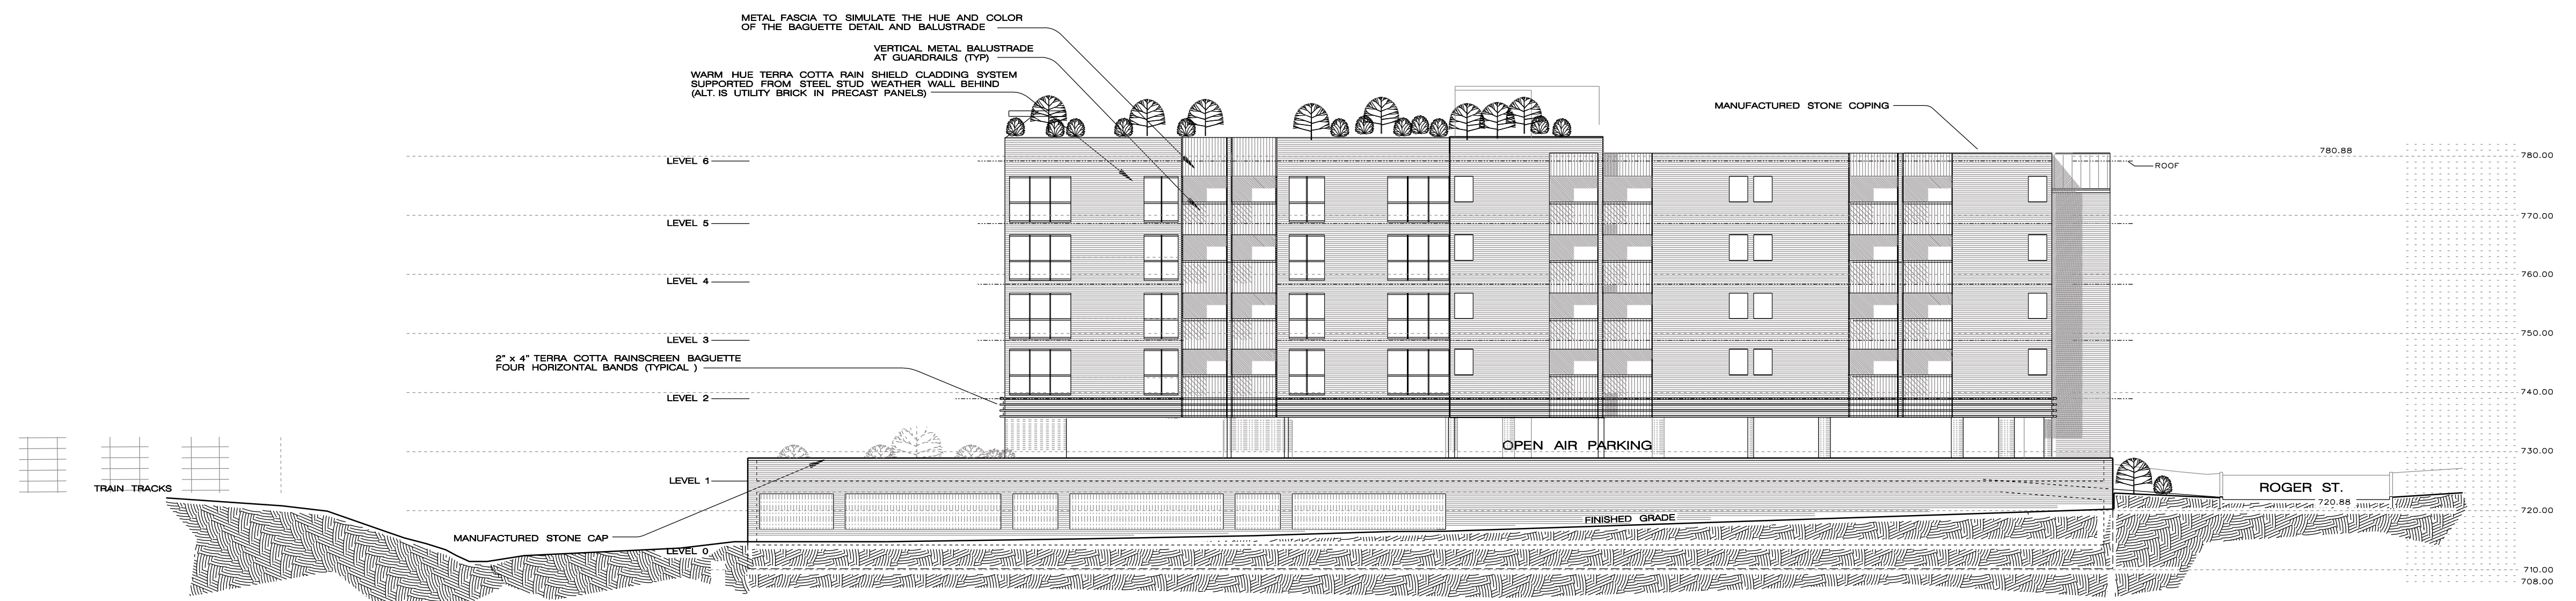 METAL FASCIA TO SIMULATE THE HUE AND COLOR
OF THE BAGUETTE DETAIL AND BALUSTRADE
VERTICAL METAL BALUSTRADE
AT GUARDRAILS (TYP)
WARM HUE TERRA COTTA RAIN SHIELD CLADDING SYSTEM
SUPPORTED FROM STEEL STUD WEATHER WALL BEHIND
(ALT. IS UTILITY BRICK IN PRECAST PANELS)
MANUFACTURED STONE COPING
780.88
780.00
LEVEL 6
ROOF
770.00
LEVEL 5
760.00
LEVEL 4
750.00
LEVEL 3
2" x 4" TERRA COTTA RAINSCREEN BAGUETTE
FOUR HORIZONTAL BANDS (TYPICAL )
740.00
LEVEL 2
OPEN AIR PARKING
730.00
LEVEL 1
TRAIN TRACKS
ROGER ST.
720.88
720.00
FINISHED GRADE
MANUFACTURED STONE CAP
LEVEL 0
710.00
708.00